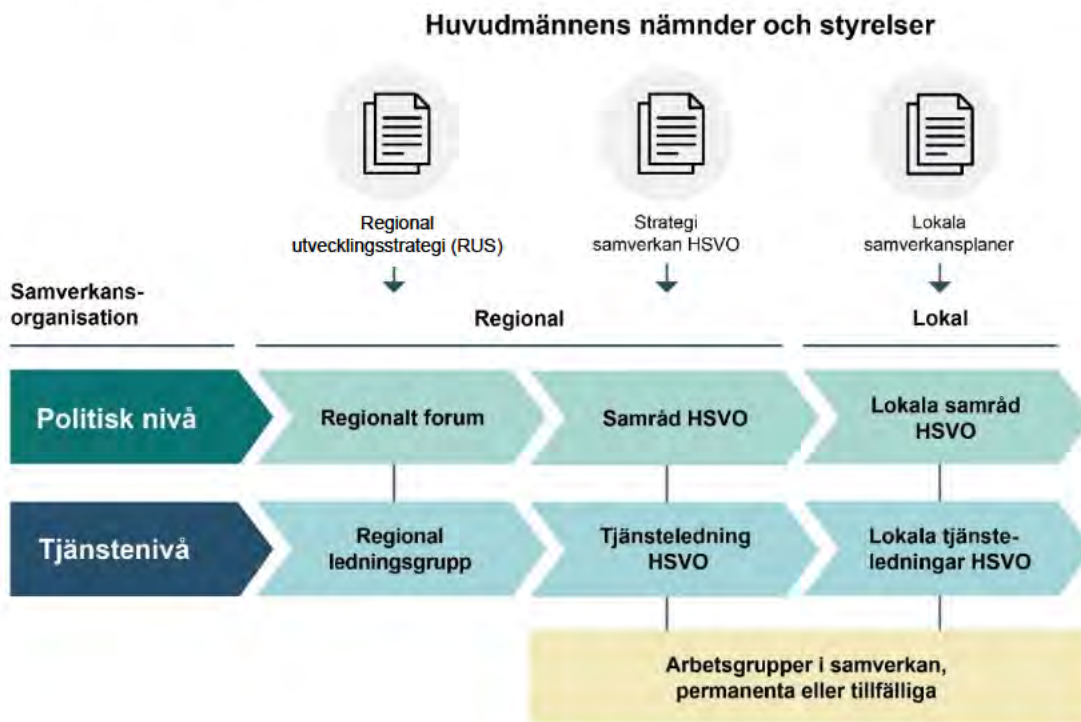 Huvudmännens nämnder och styrelser
Regional
utvecklingsstrategi (RUS)
Strategi
samverkan HSVO
Lokala
samverkansplaner
Samverkans-
organisation
Regional
Lokal
Politisk nivå
Regionalt forum
Samråd HSVO
Lokala samråd
HSVO
Tjänstenivå
Regional
ledningsgrupp
Tjänsteledning
HSVO
Lokala tjänste-
ledningar HSVO
Arbetsgrupper i samverkan,
permanenta eller tillfälliga